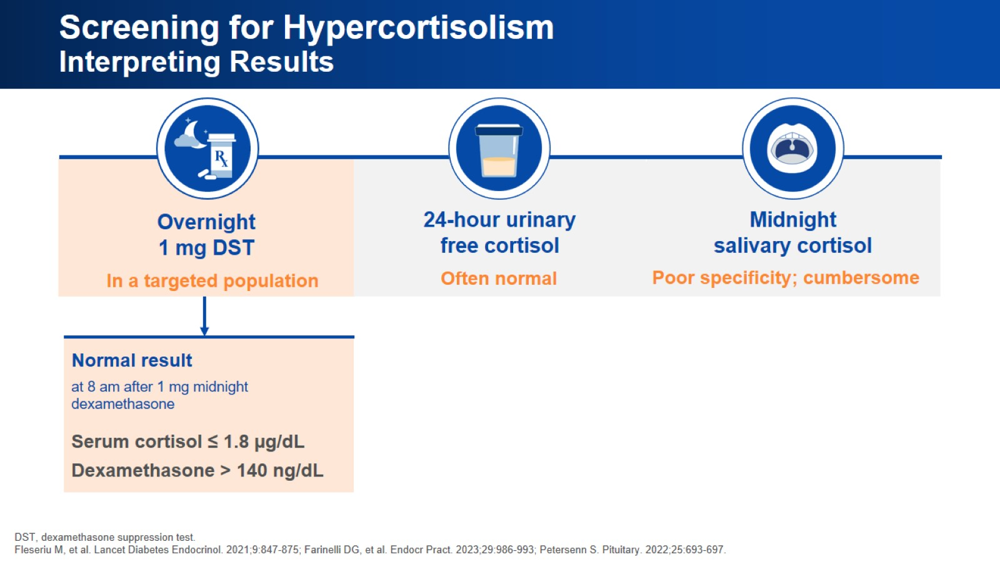 Screening for Hypercortisolism
Interpreting Results
Rx
Overnight
1 mg DST
In a targeted population
24-hour urinary
free cortisol
Often normal
Midnight
salivary cortisol
Poor specificity; cumbersome
Normal result
at 8 am after 1 mg midnight
dexamethasone
Serum cortisol ≤ 1.8 µg/dL
Dexamethasone > 140 ng/dL
DST, dexamethasone suppression test.
Fleseriu M, et al. Lancet Diabetes Endocrinol. 2021;9:847-875; Farinelli DG, et al. Endocr Pract. 2023;29:986-993; Petersenn S. Pituitary. 2022;25:693-697.